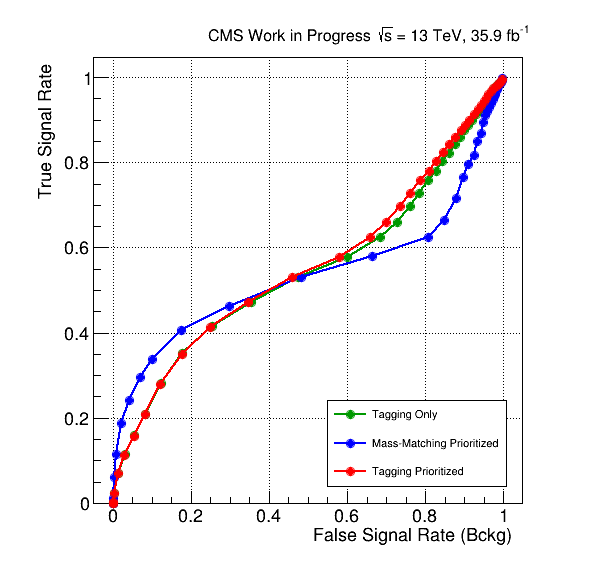 CMS Work in Progress √s = 13 TeV, 35.9 fb⁻¹
True Signal Rate
1
0.8
0.6
0.4
0.2
0
Tagging Only
Mass-Matching Prioritized
Tagging Prioritized
0 0.2 0.4 0.6 0.8 1
False Signal Rate (Bckg)